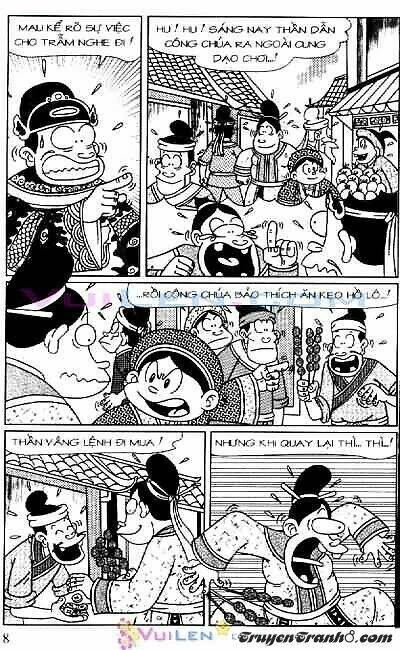 MAU KỂ RÕ SỰ VIỆC
CHO TRẪM NGHE ĐI!
HU! HU! SÁNG NAY THẦN DẪN
CÔNG CHÚA RA NGOÀI CUNG
DẠO CHƠI...
VuiLen
...RỒI CÔNG CHÚA BẢO THÍCH ĂN KẸO HỒ LÔ...!
THẦN VÂNG LỆNH ĐI MUA!
NHƯNG KHI QUAY LẠI THÌ... THÌ...!
8
VuiLen
TruyenTranh8.com